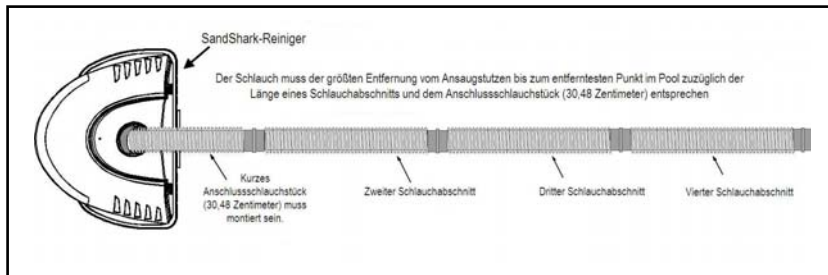 SandShark-Reiniger
Der Schlauch muss der größten Entfernung vom Ansaugstutzen bis zum entferntesten Punkt im Pool zuzüglich der
Länge eines Schlauchabschnitts und dem Anschlussschlauchstück (30,48 Zentimeter) entsprechen
Kurzes
Anschlussschlauchstück
(30,48 Zentimeter) muss
montiert sein.
Zweiter Schlauchabschnitt
Dritter Schlauchabschnitt
Vierter Schlauchabschnitt